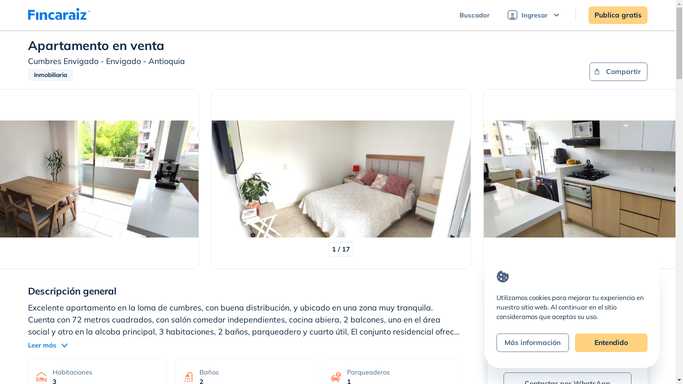 Fincaraiz
Buscador
Ingresar
Publica gratis
Apartamento en venta
Cumbres Envigado - Envigado - Antioquia
Inmobiliaria
Compartir
1 / 17
Descripción general
Excelente apartamento en la loma de cumbres, con buena distribución, y ubicado en una zona muy tranquila.
Cuenta con 72 metros cuadrados, con salón comedor independientes, cocina abierra, 2 balcones, uno en el área
social y otro en la alcoba principal, 3 habitaciones, 2 baños, parqueadero y cuarto útil. El conjunto residencial ofrec...
Leer más
Utilizamos cookies para mejorar tu experiencia en
nuestro sitio web. Al continuar en el sitio
consideramos que aceptas su uso.
Más información
Entendido
Habitaciones
3
Baños
2
Parqueaderos
1
Contactar por WhatsApp